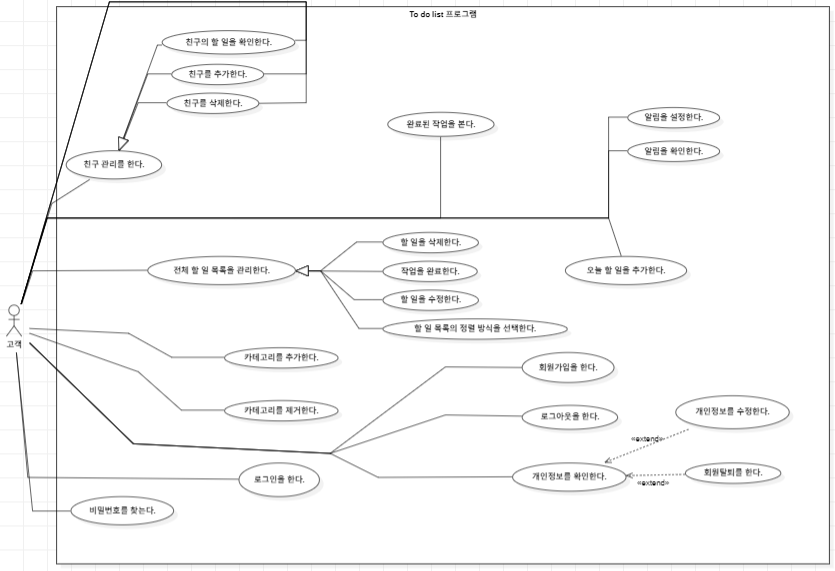 To do list 프로그램
친구의 할 일을 확인한다.
친구를 추가한다.
친구를 삭제한다.
완료된 작업을 본다.
알림을 설정한다.
알림을 확인한다.
친구 관리를 한다.
할 일을 삭제한다.
전체 할 일 목록을 관리한다.
작업을 완료한다.
오늘 할 일을 추가한다.
할 일을 수정한다.
할 일 목록의 정렬 방식을 선택한다.
고객
카테고리를 추가한다.
회원가입을 한다.
카테고리를 제거한다.
로그아웃을 한다.
개인정보를 수정한다.
«extend»
로그인을 한다.
개인정보를 확인한다.
회원탈퇴를 한다.
«extend»
비밀번호를 찾는다.